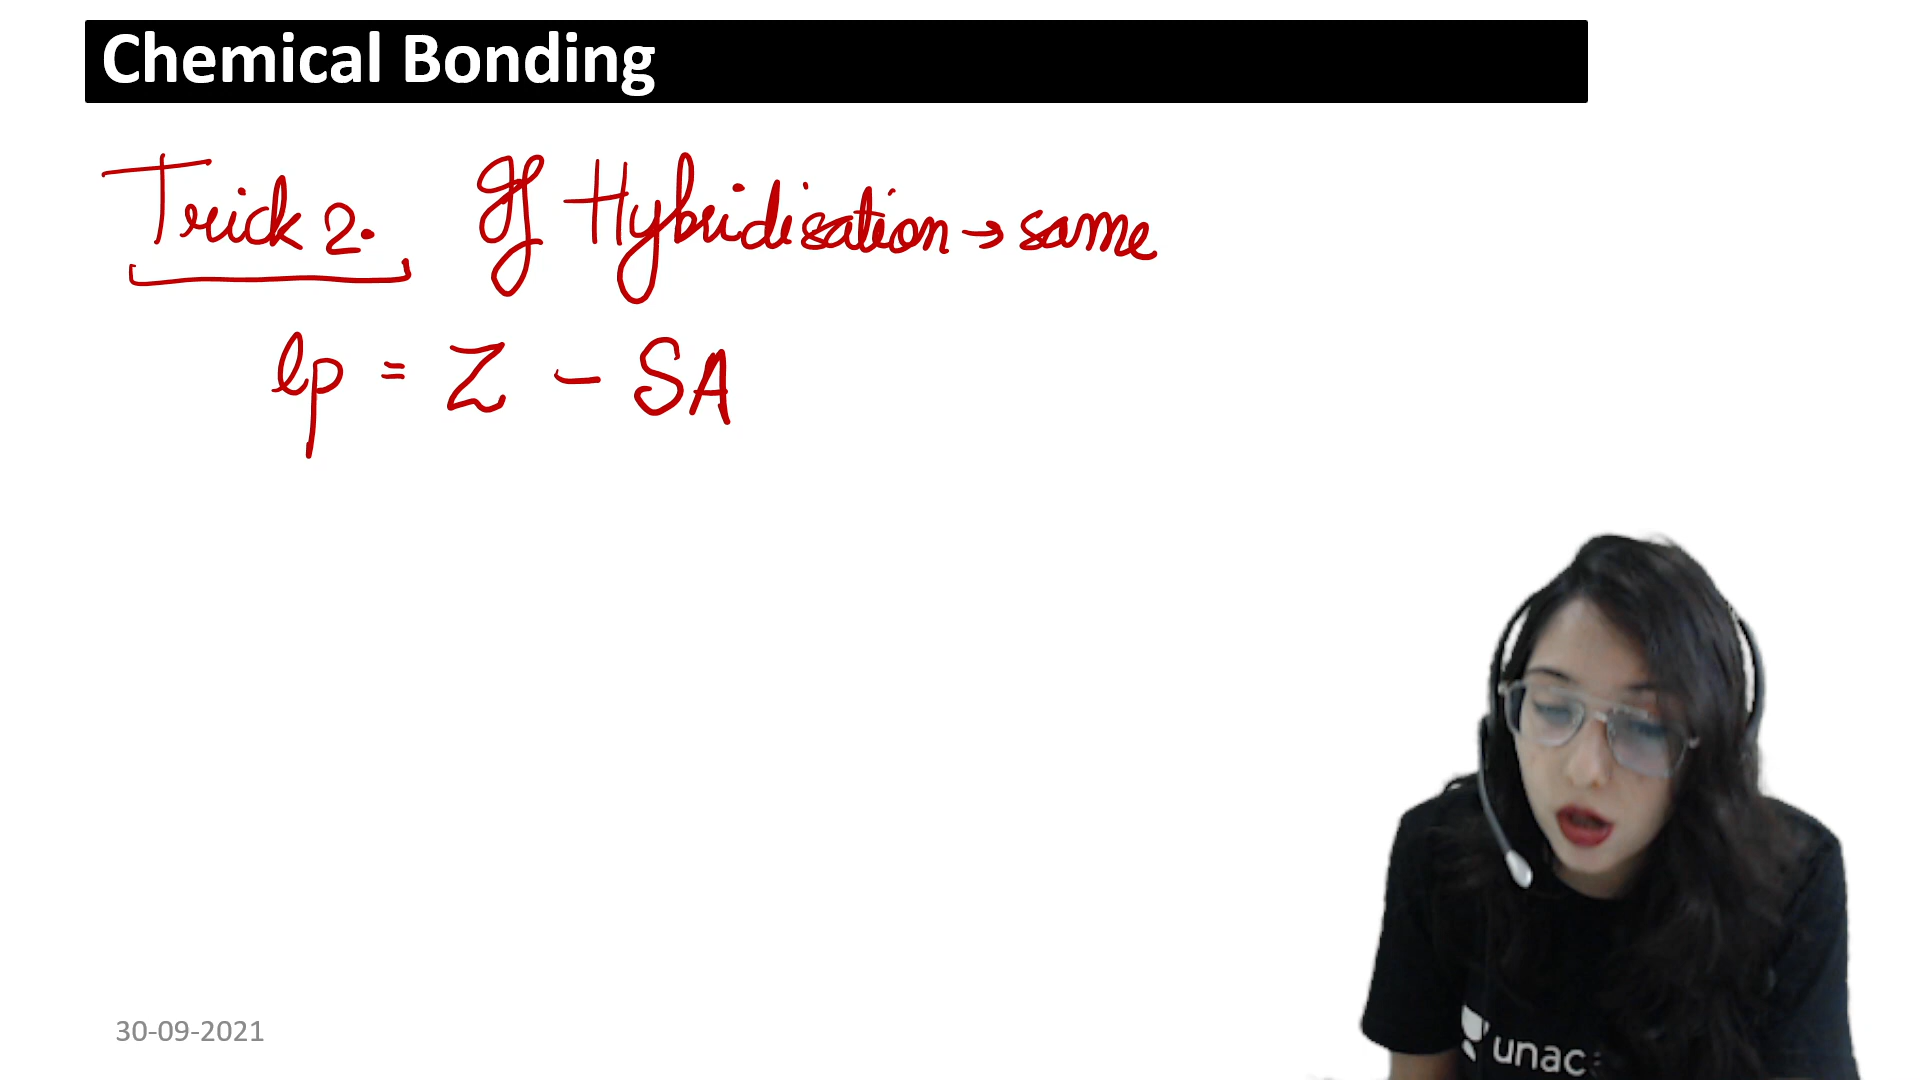 Chemical Bonding
Trick 2. If Hybridisation → same
lp = Z - SA
30-09-2021
unac